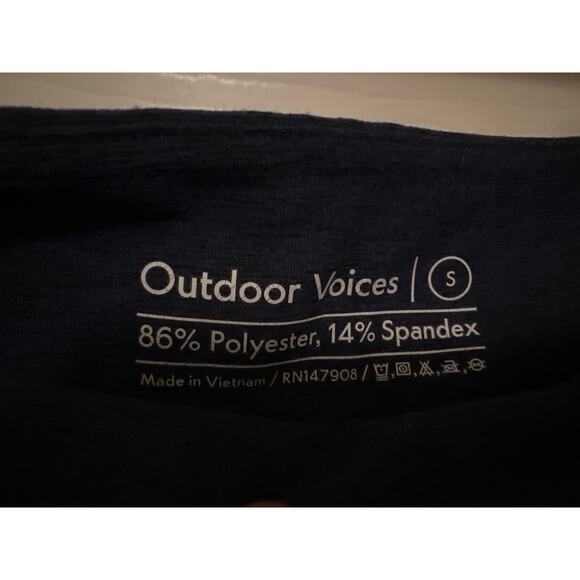 Outdoor Voices / S
86% Polyester, 14% Spandex
Made in Vietnam / RN147908 /